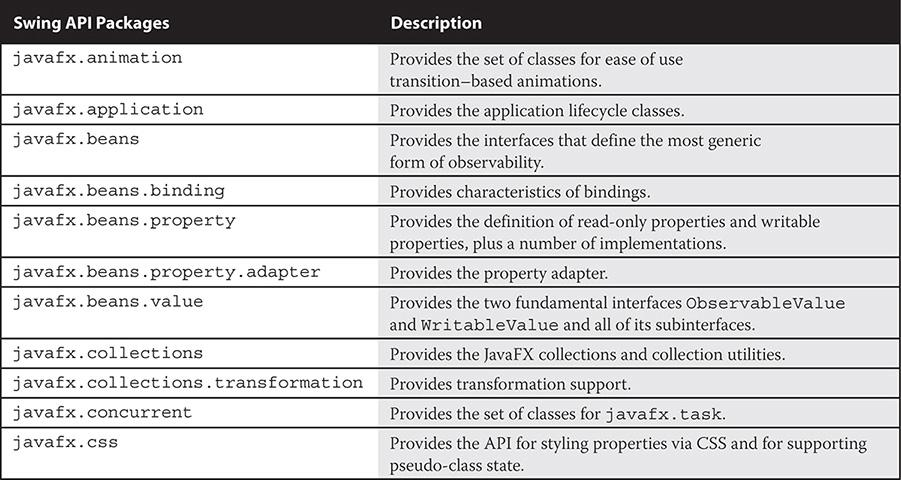 Swing API Packages Description
javafx.animation Provides the set of classes for ease of use
transition–based animations.
javafx.application Provides the application lifecycle classes.
javafx.beans Provides the interfaces that define the most generic
form of observability.
javafx.beans.binding Provides characteristics of bindings.
javafx.beans.property Provides the definition of read-only properties and writable
properties, plus a number of implementations.
javafx.beans.property.adapter Provides the property adapter.
javafx.beans.value Provides the two fundamental interfaces ObservableValue
and WritableValue and all of its subinterfaces.
javafx.collections Provides the JavaFX collections and collection utilities.
javafx.collections.transformation Provides transformation support.
javafx.concurrent Provides the set of classes for javafx.task.
javafx.css Provides the API for styling properties via CSS and for supporting
pseudo-class state.